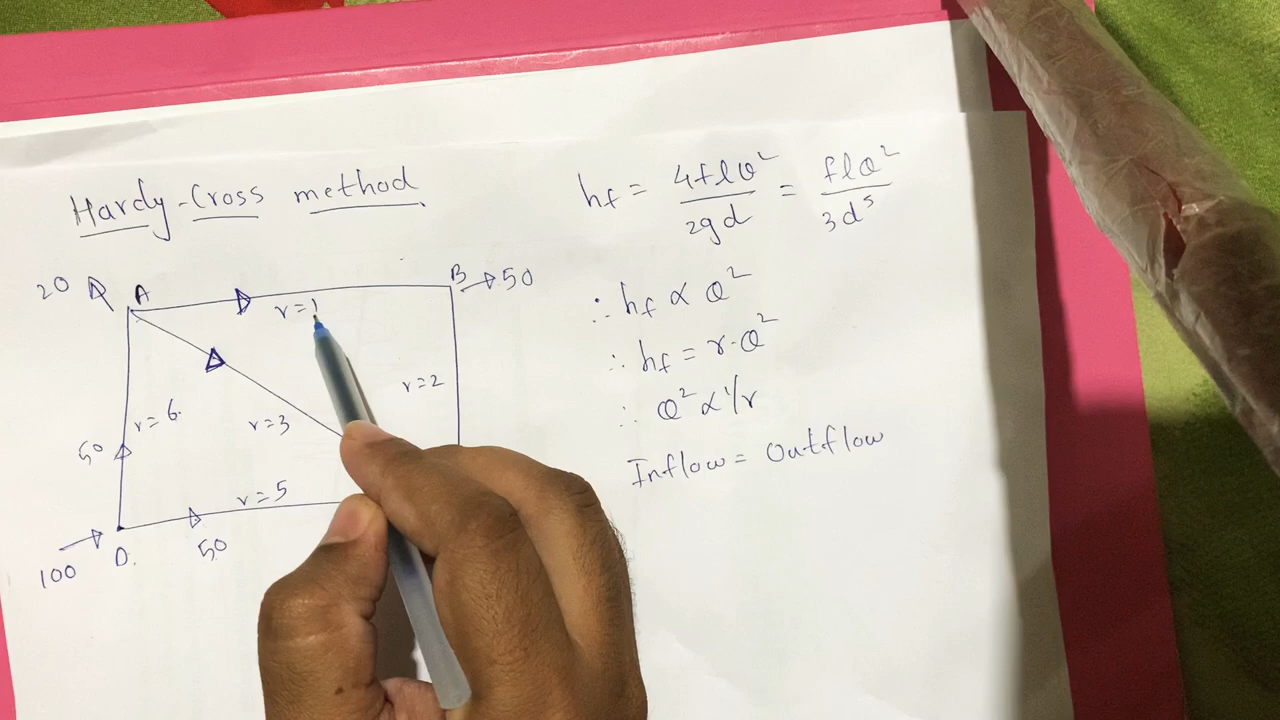 Hardy-Cross method
hf = 4flQ²/2gd = flQ²/3d⁵
∴ hf ∝ Q²
∴ hf = r·Q²
∴ Q² ∝ 1/r
Inflow = Outflow
20 A B 50
r=1
r=2
r=6
r=3
50
r=5
50
100 D.